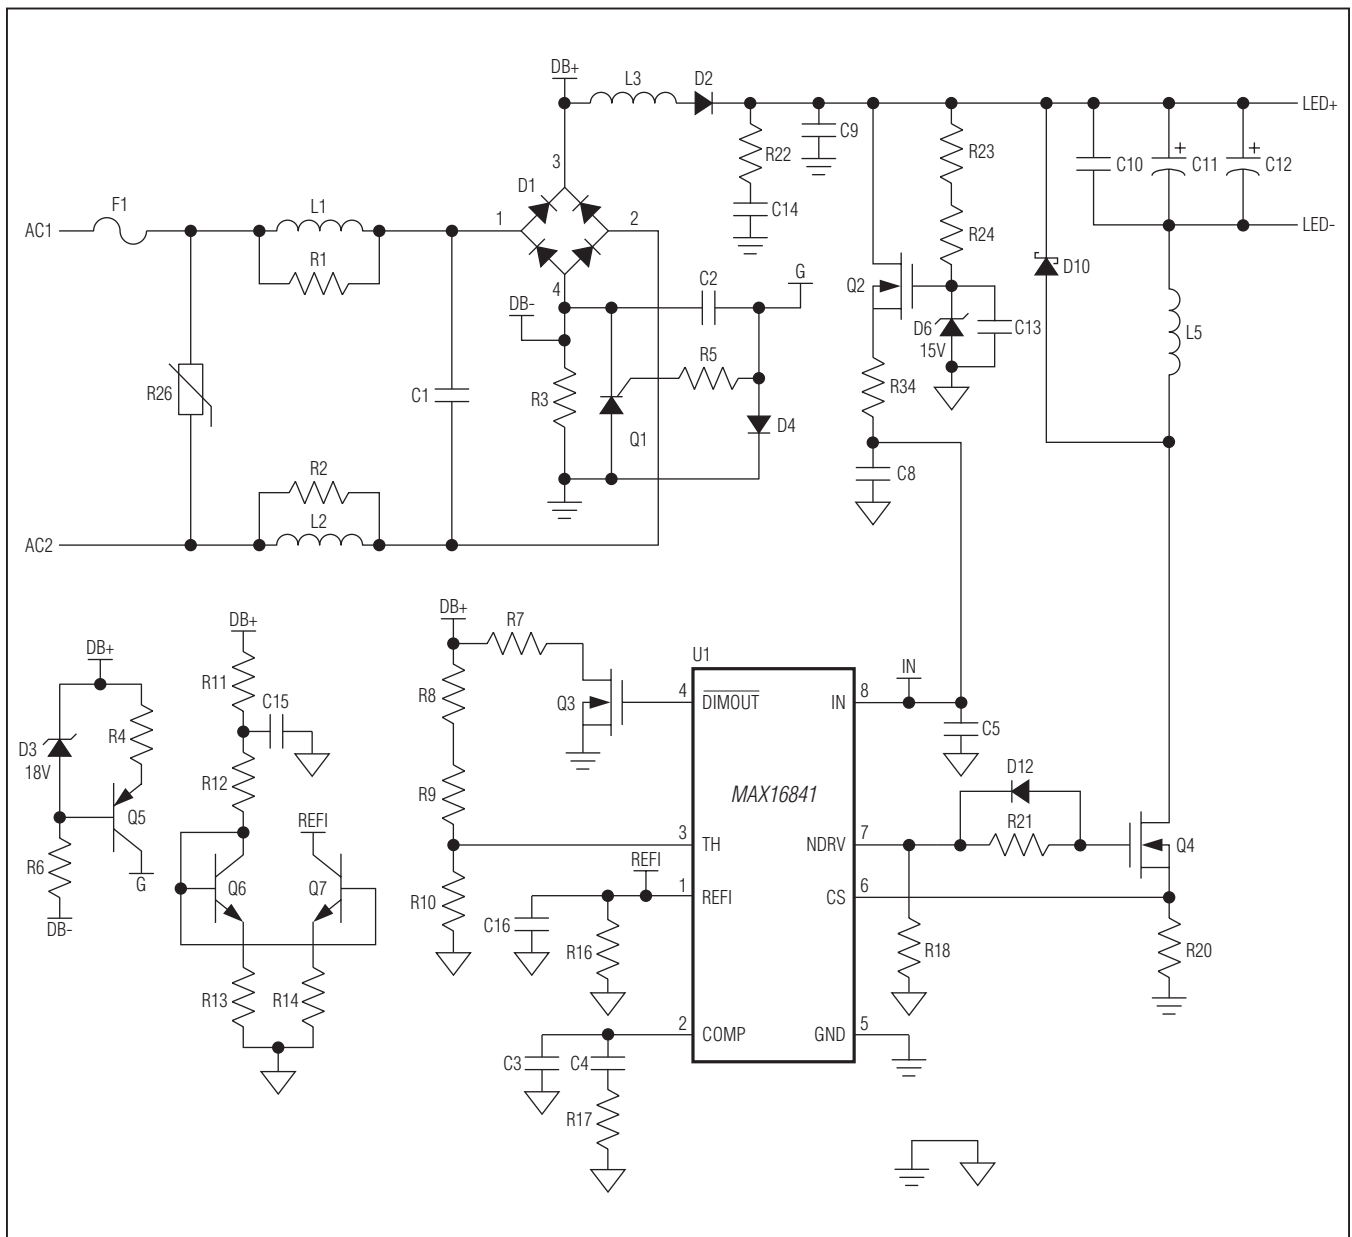 DB+
L3
D2
LED+
R22
C9
C14
R23
R24
C10
+
C11
+
C12
LED-
AC1
F1
L1
R1
D1
3
1
2
4
DB-
C2
G
R5
R3
Q1
D4
Q2
D6
15V
C13
D10
L5
R34
C8
R26
C1
R2
L2
AC2
DB+
D3
18V
R4
Q5
R6
G
DB-
DB+
R11
C15
R12
REFI
Q6
Q7
R13
R14
DB+
R7
R8
Q3
R9
R10
REFI
C16
R16
C3
C4
R17
U1
MAX16841
4
DIMOUT
3
TH
1
REFI
2
COMP
IN
8
NDRV
7
CS
6
GND
5
IN
C5
D12
R21
Q4
R18
R20